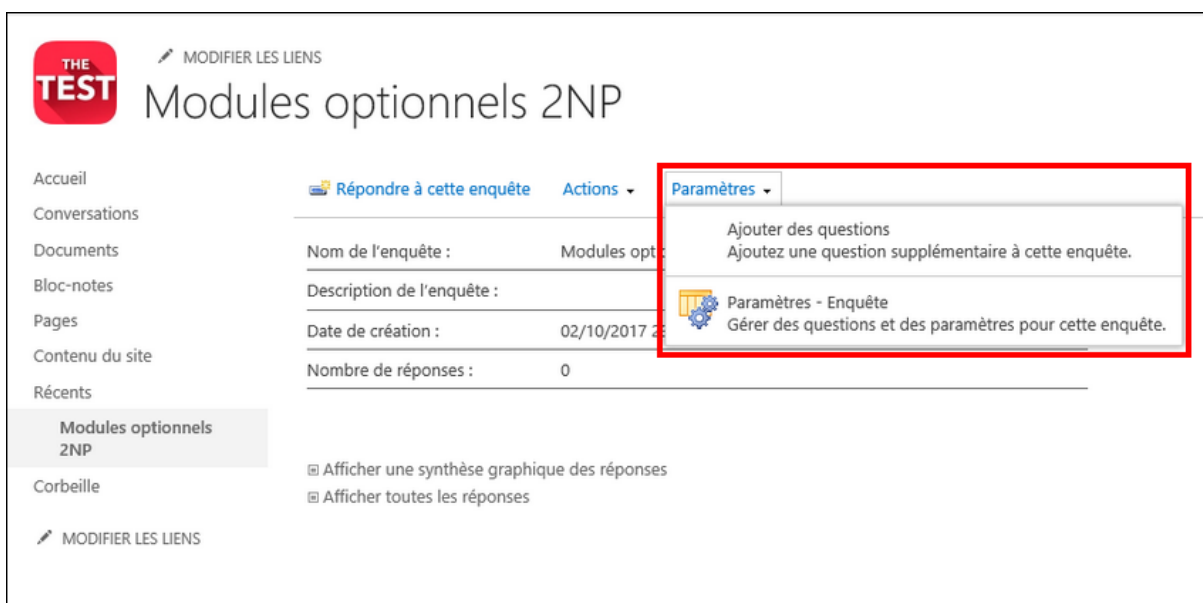 THE
TEST
MODIFIER LES LIENS
Modules optionnels 2NP
Accueil
Conversations
Documents
Bloc-notes
Pages
Contenu du site
Récents
Modules optionnels
2NP
Corbeille
MODIFIER LES LIENS
Répondre à cette enquête Actions Paramètres
Ajouter des questions
Ajoutez une question supplémentaire à cette enquête.
Paramètres - Enquête
Gérer des questions et des paramètres pour cette enquête.
Nom de l'enquête : Modules
Description de l'enquête :
Date de création : 02/10/2017
Nombre de réponses : 0
Afficher une synthèse graphique des réponses
Afficher toutes les réponses